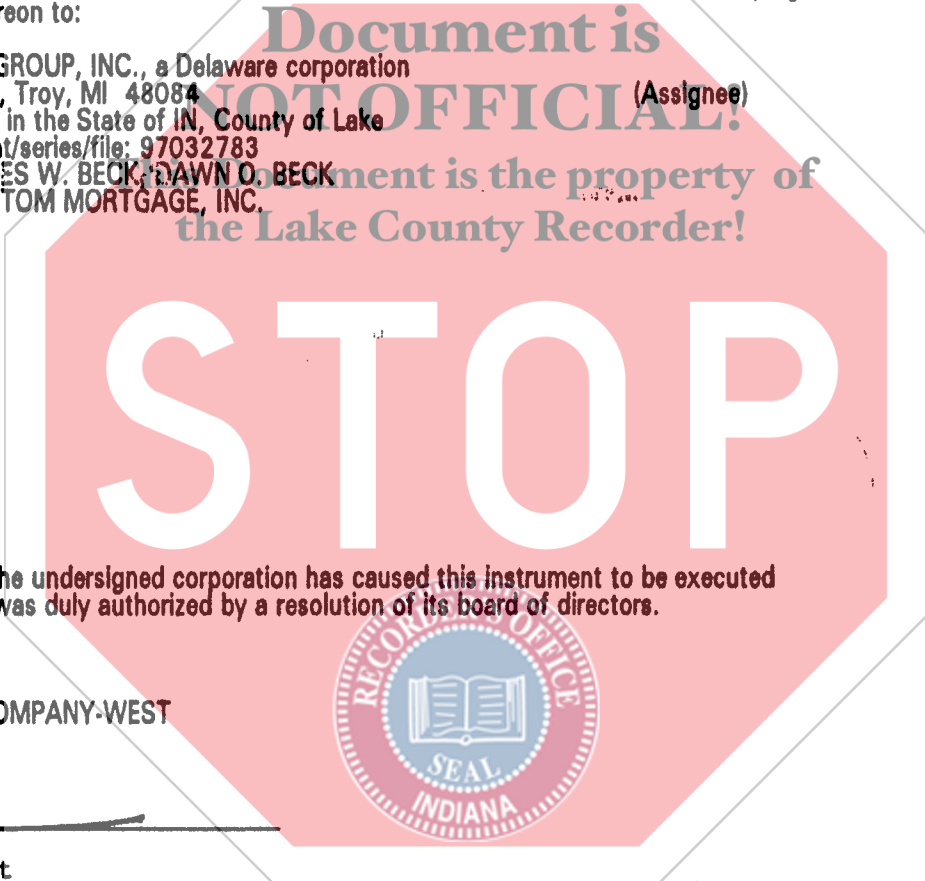 reon to:
Document is
GROUP, INC., a Delaware corporation
, Troy, MI 48084 (Assignee)
NOT OFFICIAL!
in the State of IN, County of Lake
t/series/file: 97032783
ES W. BECK, DAWN O. BECK
This Document is the property of
TOM MORTGAGE, INC.
the Lake County Recorder!
STOP
he undersigned corporation has caused this instrument to be executed
was duly authorized by a resolution of its board of directors.
RECORDER'S OFFICE
OMPANY-WEST
SEAL
INDIANA
t